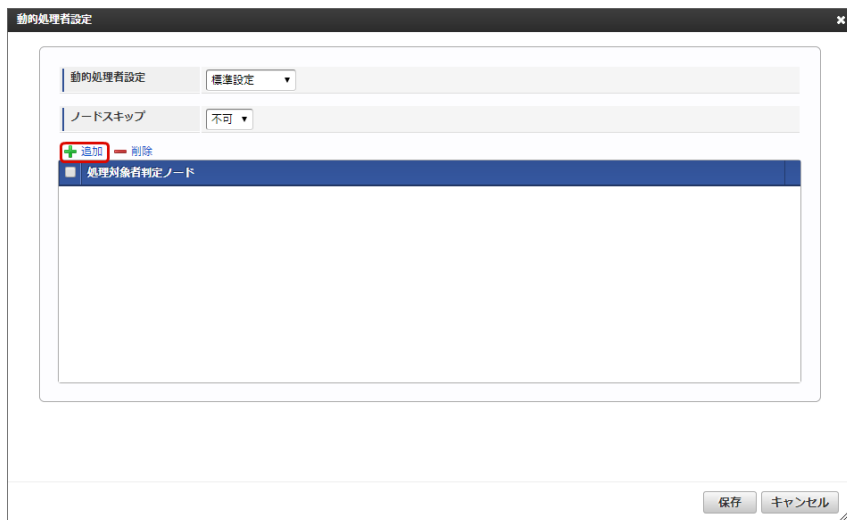 動的処理者設定
動的処理者設定 標準設定
ノードスキップ 不可
追加 削除
処理対象者判定ノード
保存 キャンセル